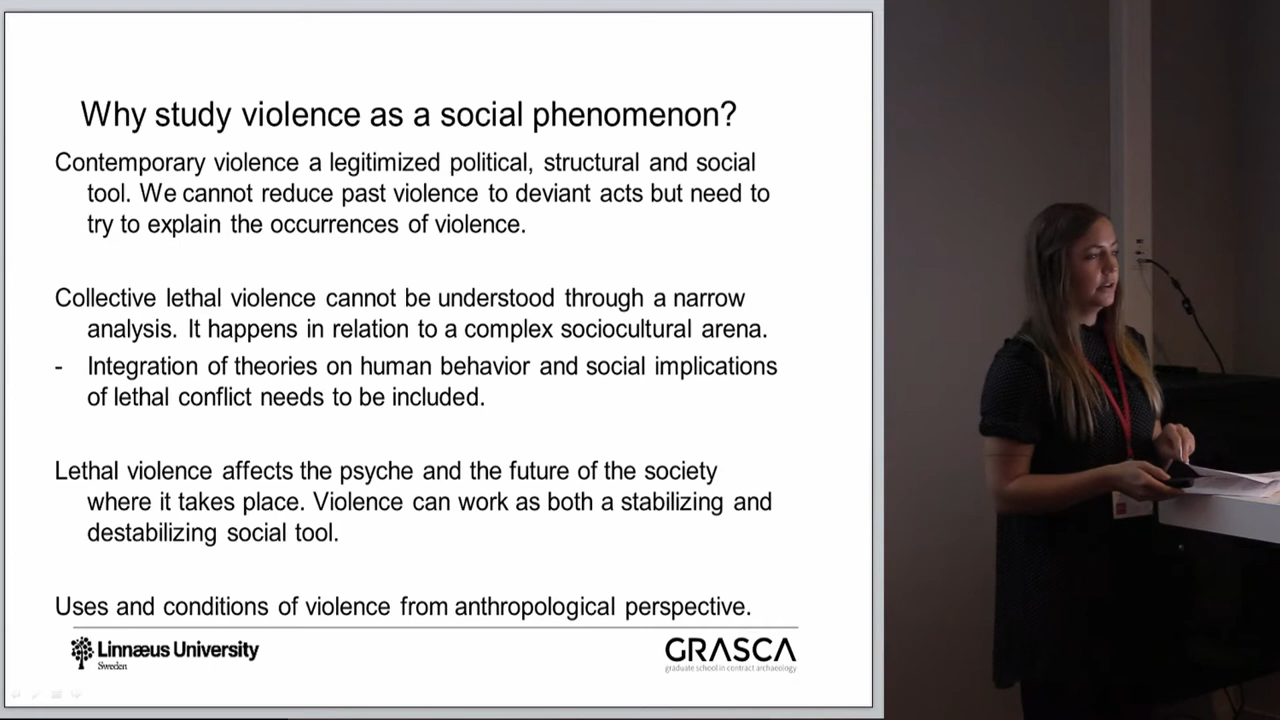 Why study violence as a social phenomenon?
Contemporary violence a legitimized political, structural and social
tool. We cannot reduce past violence to deviant acts but need to
try to explain the occurrences of violence.
Collective lethal violence cannot be understood through a narrow
analysis. It happens in relation to a complex sociocultural arena.
- Integration of theories on human behavior and social implications
of lethal conflict needs to be included.
Lethal violence affects the psyche and the future of the society
where it takes place. Violence can work as both a stabilizing and
destabilizing social tool.
Uses and conditions of violence from anthropological perspective.
Linnæus University
Sweden
GRASCA
graduate school in contract archaeology